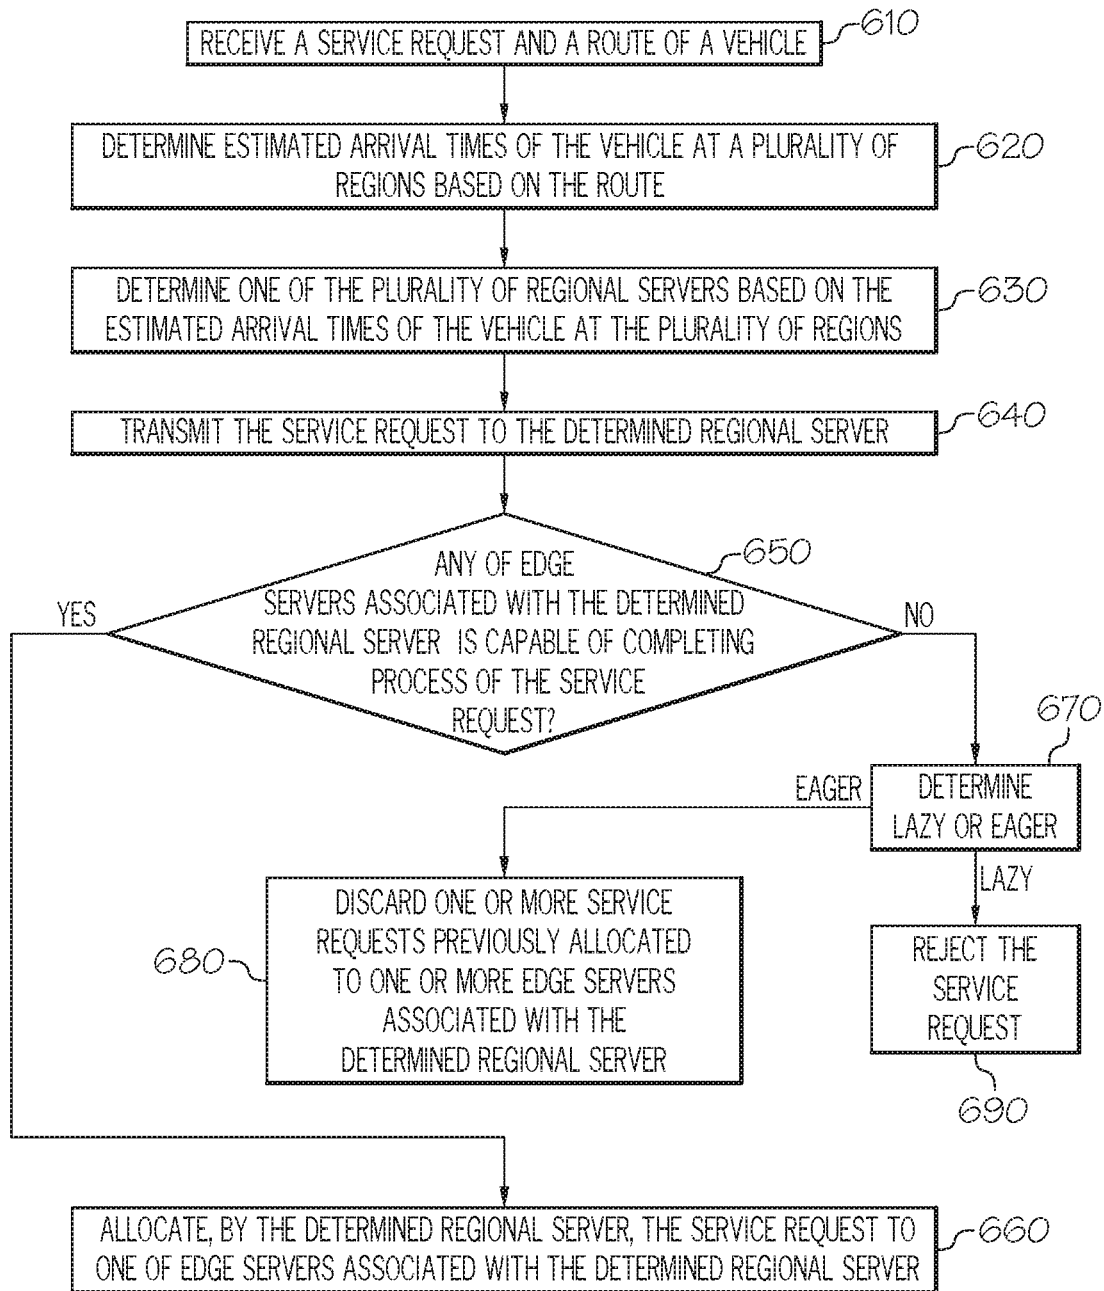 RECEIVE A SERVICE REQUEST AND A ROUTE OF A VEHICLE
610
DETERMINE ESTIMATED ARRIVAL TIMES OF THE VEHICLE AT A PLURALITY OF
REGIONS BASED ON THE ROUTE
620
DETERMINE ONE OF THE PLURALITY OF REGIONAL SERVERS BASED ON THE
ESTIMATED ARRIVAL TIMES OF THE VEHICLE AT THE PLURALITY OF REGIONS
630
TRANSMIT THE SERVICE REQUEST TO THE DETERMINED REGIONAL SERVER
640
650
ANY OF EDGE
SERVERS ASSOCIATED WITH THE DETERMINED
REGIONAL SERVER IS CAPABLE OF COMPLETING
PROCESS OF THE SERVICE
REQUEST?
YES
NO
670
DETERMINE
LAZY OR EAGER
EAGER
LAZY
DISCARD ONE OR MORE SERVICE
REQUESTS PREVIOUSLY ALLOCATED
TO ONE OR MORE EDGE SERVERS
ASSOCIATED WITH THE
DETERMINED REGIONAL SERVER
680
REJECT THE
SERVICE
REQUEST
690
ALLOCATE, BY THE DETERMINED REGIONAL SERVER, THE SERVICE REQUEST TO
ONE OF EDGE SERVERS ASSOCIATED WITH THE DETERMINED REGIONAL SERVER
660